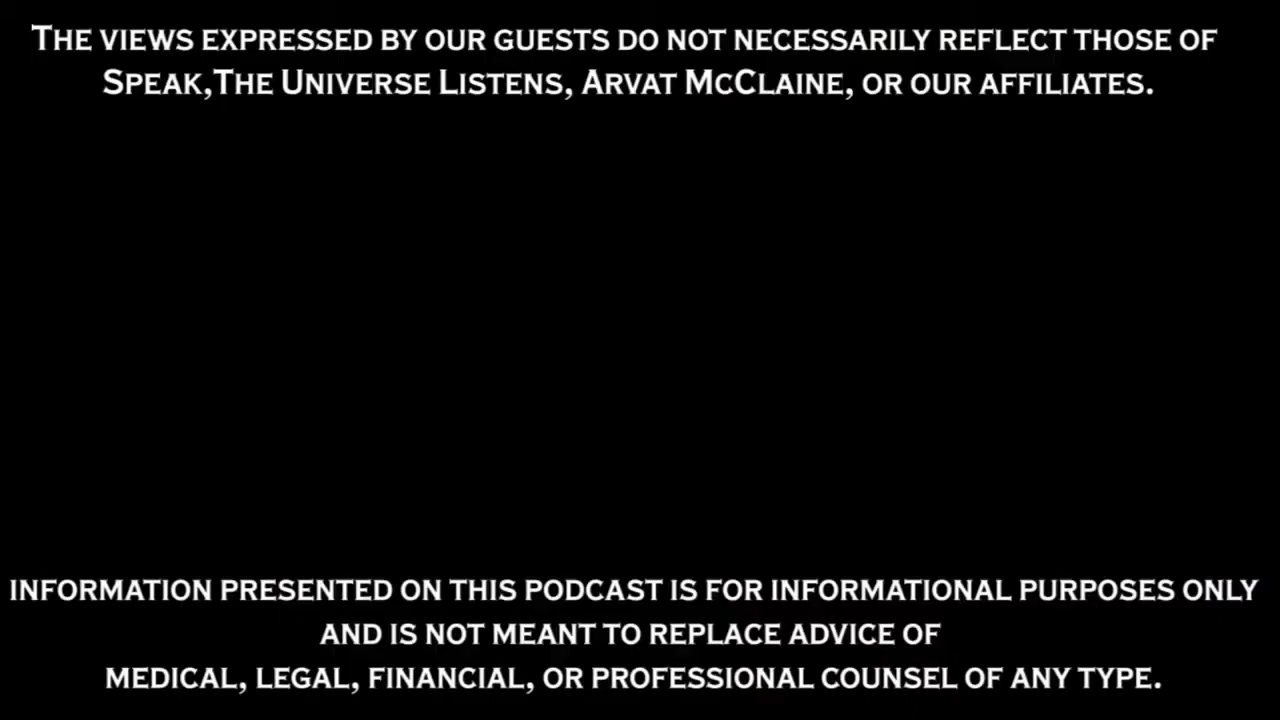 The views expressed by our guests do not necessarily reflect those of
Speak,The Universe Listens, Arvat McClaine, or our affiliates.
information presented on this podcast is for informational purposes only
and is not meant to replace advice of
medical, legal, financial, or professional counsel of any type.